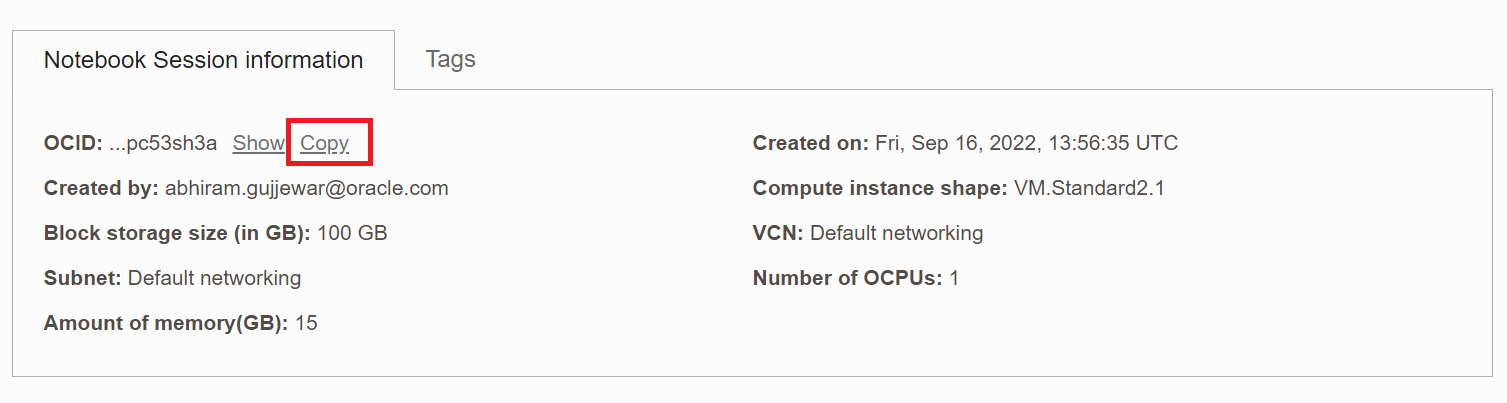 Notebook Session information
Tags
OCID: ...pc53sh3a Show Copy
Created on: Fri, Sep 16, 2022, 13:56:35 UTC
Created by: abhiram.gujjewar@oracle.com
Compute instance shape: VM.Standard2.1
Block storage size (in GB): 100 GB
VCN: Default networking
Subnet: Default networking
Number of OCPUs: 1
Amount of memory(GB): 15